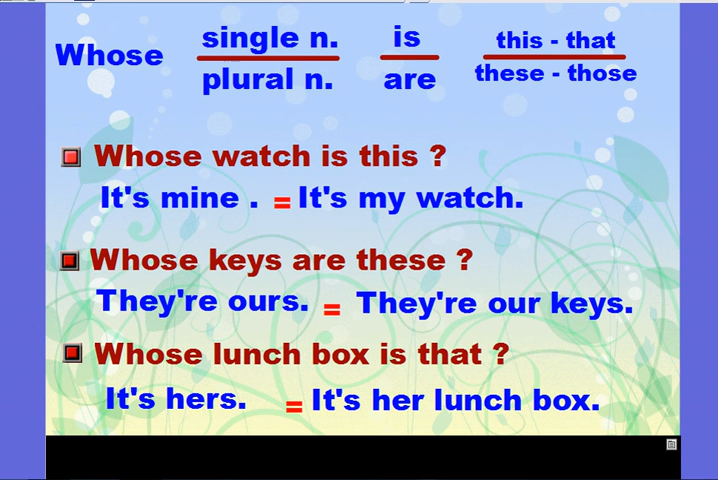 Whose single n. is this - that
plural n. are these - those
Whose watch is this ?
It's mine . = It's my watch.
Whose keys are these ?
They're ours. = They're our keys.
Whose lunch box is that ?
It's hers. = It's her lunch box.